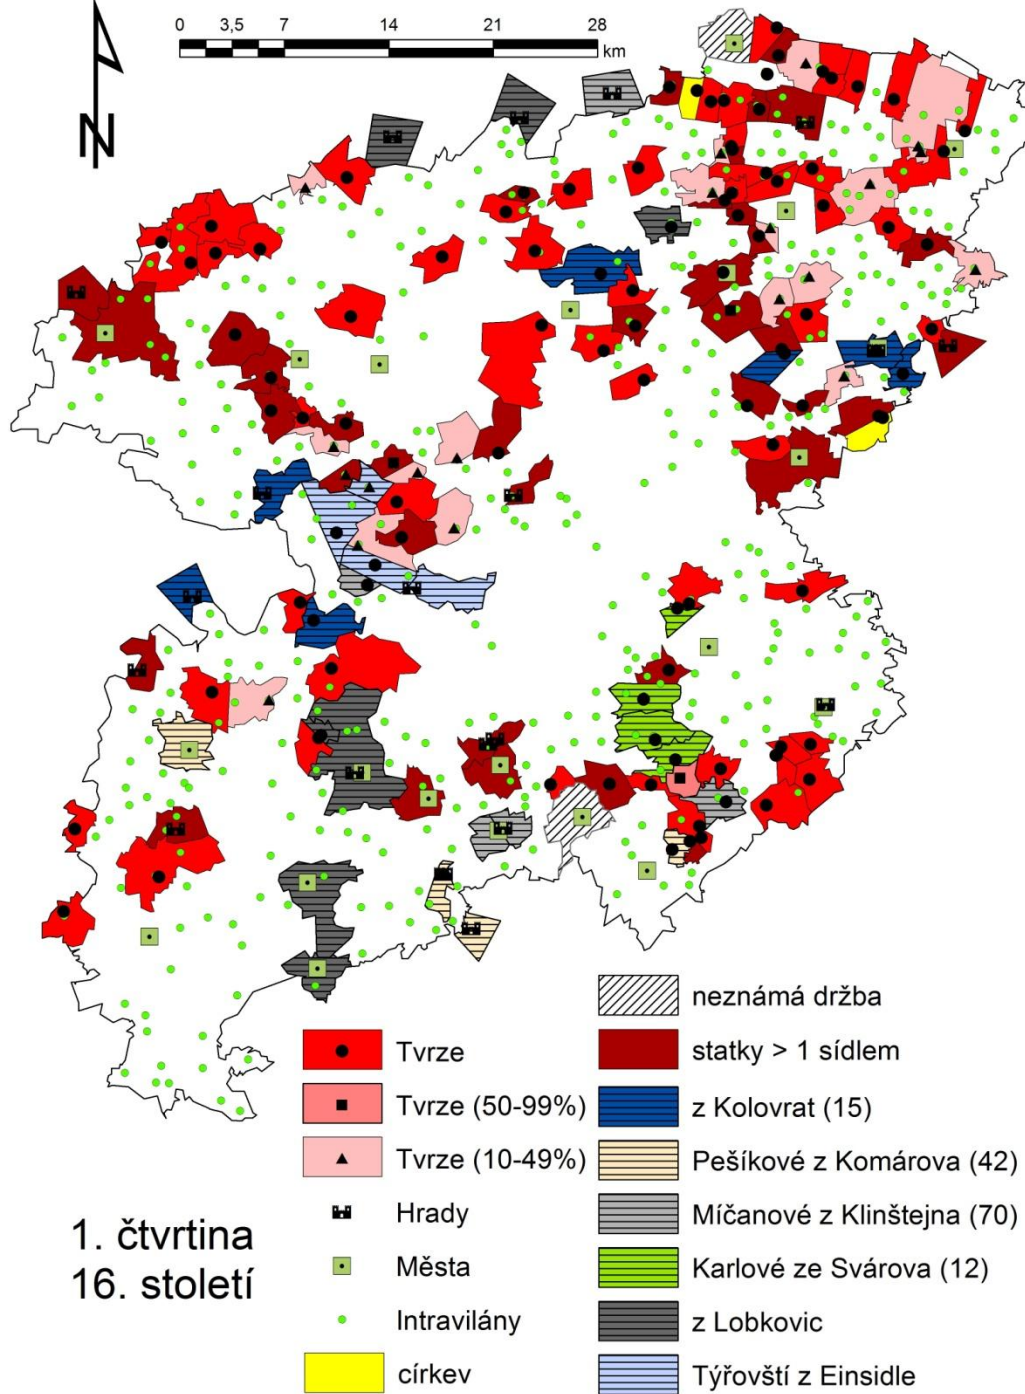 0 3,5 7 14 21 28
km
N
neznámá držba
Tvrze
statky > 1 sídlem
Tvrze (50-99%)
z Kolovrat (15)
Tvrze (10-49%)
Pešíkové z Komárova (42)
Hrady
Míčanové z Klinštejna (70)
1. čtvrtina
16. století
Města
Karlové ze Svárova (12)
Intravilány
z Lobkovic
církev
Týřovští z Einsidle